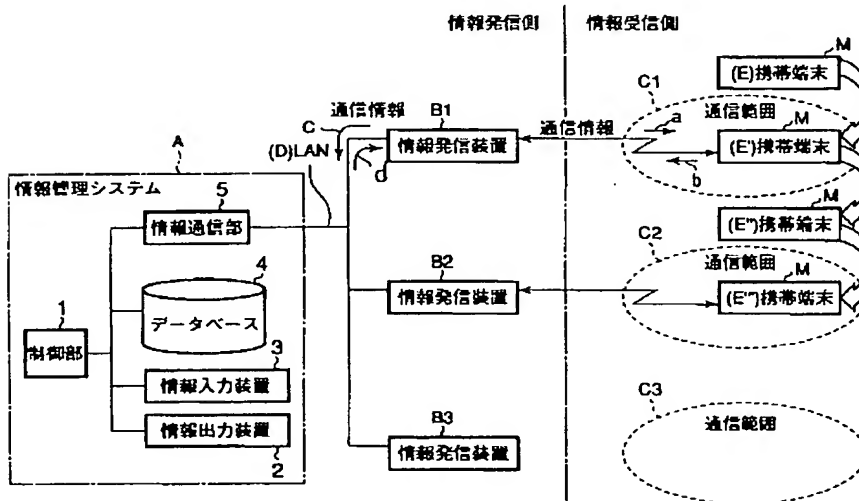 情報発信側
情報受信側
M
(E)携帯端末
C1
通信範囲
a
通信情報
M
(E')携帯端末
b
通信情報
C
(D)LAN
B1
情報発信装置
d
A
情報管理システム
5
情報通信部
4
データベース
1
制御部
3
情報入力装置
情報出力装置
2
M
(E'')携帯端末
C2
通信範囲
M
(E''')携帯端末
B2
情報発信装置
B3
情報発信装置
C3
通信範囲